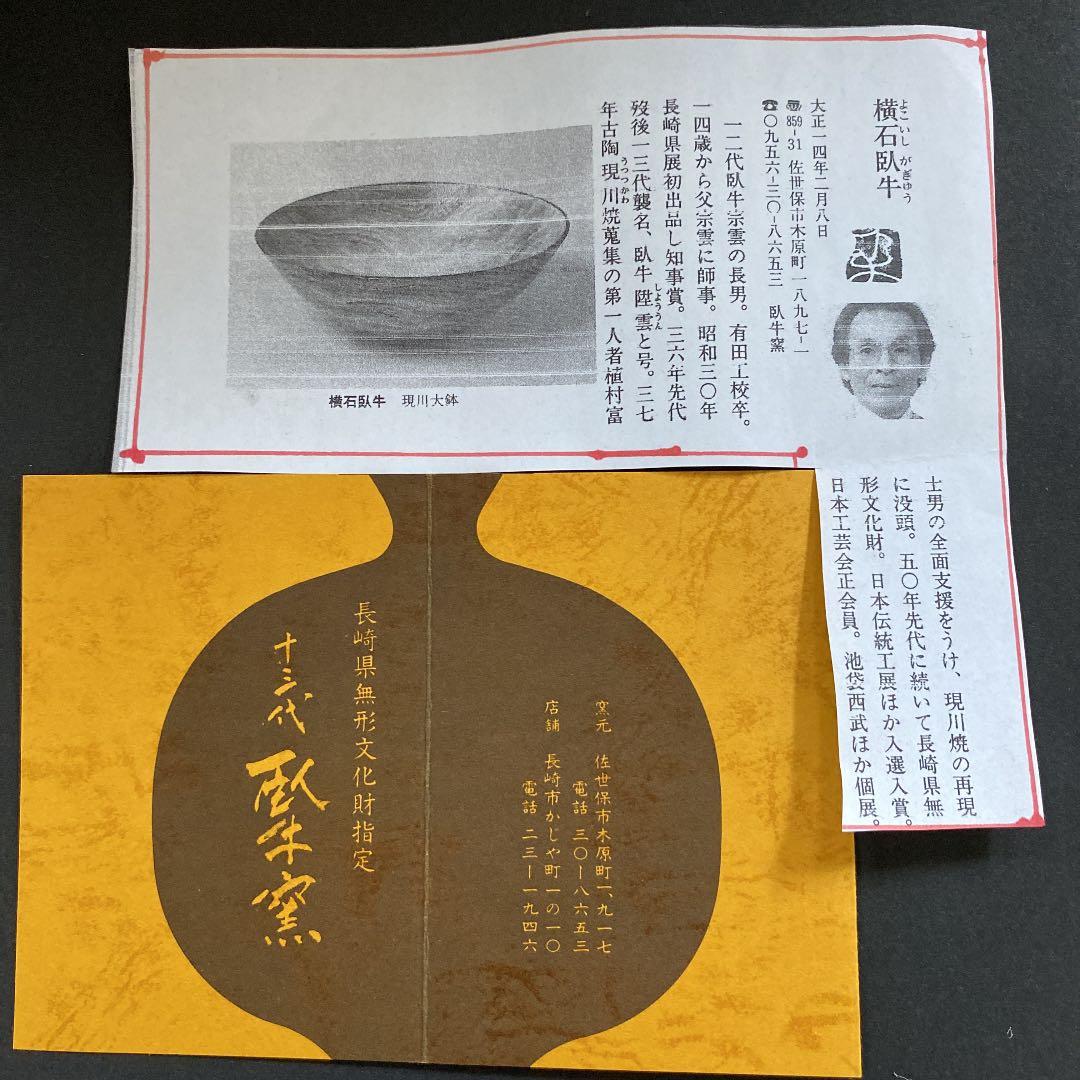 横石臥牛
よこいし がぎゅう
大正一四年二月八日
〠859-31 佐世保市木原町一八九七-一
☎〇九五六-三〇-八六五三 臥牛窯
一二代臥牛宗雲の長男。有田工校卒。
一四歳から父宗雲に師事。昭和三〇年
長崎県展初出品し知事賞。三六年先代
歿後一三代襲名、臥牛陞雲と号。三七
しょううん
年古陶現川焼蒐集の第一人者植村富
うつつかわ
士男の全面支援をうけ、現川焼の再現
に没頭。五〇年先代に続いて長崎県無
形文化財。日本伝統工展ほか入選入賞。
日本工芸会正会員。池袋西武ほか個展。
横石臥牛 現川大鉢
窯元 佐世保市木原町一、九一七
電話 三〇-八六五三
店舗 長崎市かじや町一の一〇
電話 二三-一九四六
長崎県無形文化財指定
十三代
臥牛窯